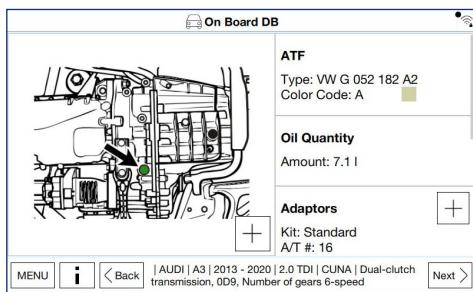 On Board DB
ATF
Type: VW G 052 182 A2
Color Code: A
Oil Quantity
Amount: 7.1 l
Adaptors
Kit: Standard
A/T #: 16
MENU
i
Back
| AUDI | A3 | 2013 - 2020 | 2.0 TDI | CUNA | Dual-clutch
transmission, 0D9, Number of gears 6-speed
Next